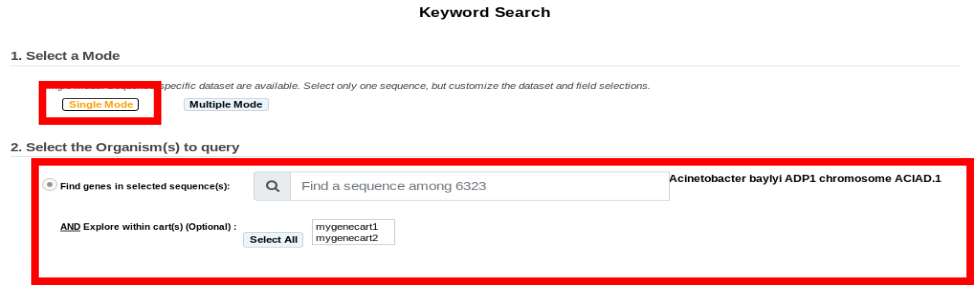 Keyword Search
1. Select a Mode
specific dataset are available. Select only one sequence, but customize the dataset and field selections.
Single Mode Multiple Mode
2. Select the Organism(s) to query
Find genes in selected sequence(s): Find a sequence among 6323 Acinetobacter baylyi ADP1 chromosome ACIAD.1
AND Explore within cart(s) (Optional) : Select All mygenecart1
mygenecart2